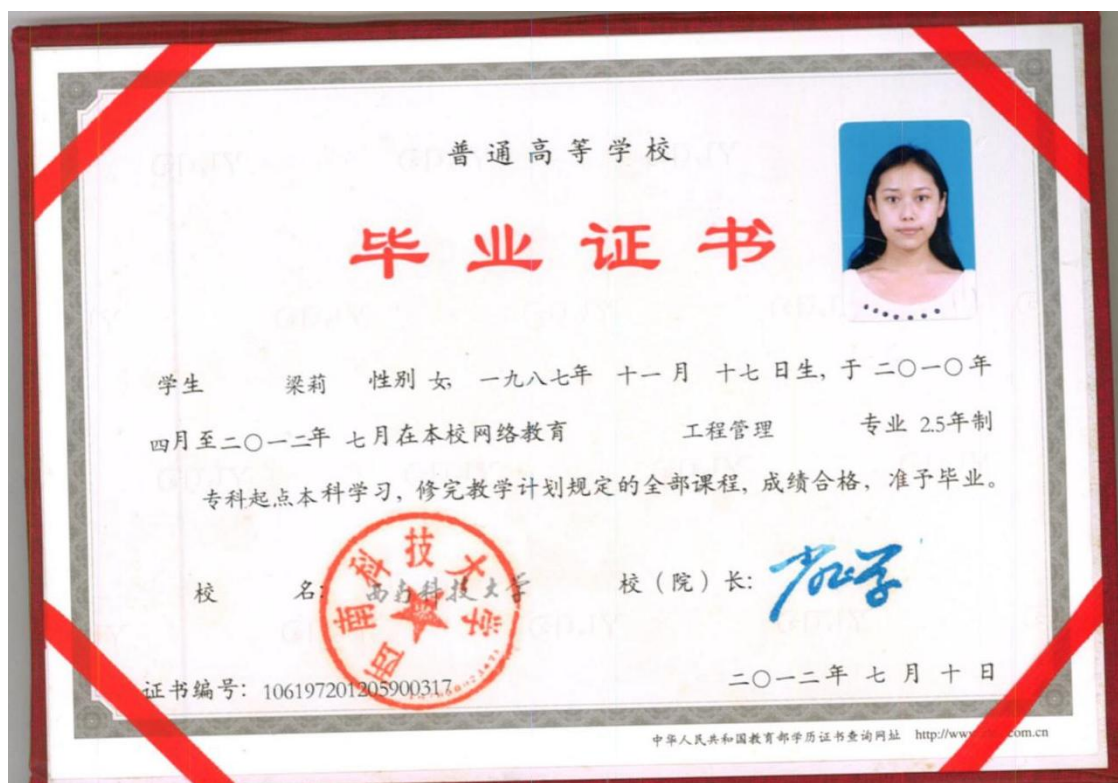 普通高等学校
毕业证书
学生 梁莉 性别 女, 一九八七年 十一月 十七日生, 于 二〇一〇年
四月至二〇一二年 七月在本校网络教育 工程管理 专业 2.5年制
专科起点本科学习, 修完教学计划规定的全部课程, 成绩合格, 准予毕业。
校 名: 西南科技大学 校（院）长:
西南科技大学
证书编号: 106197201205900317 二〇一二年 七月 十日
中华人民共和国教育部学历证书查询网址 http://www. .com.cn